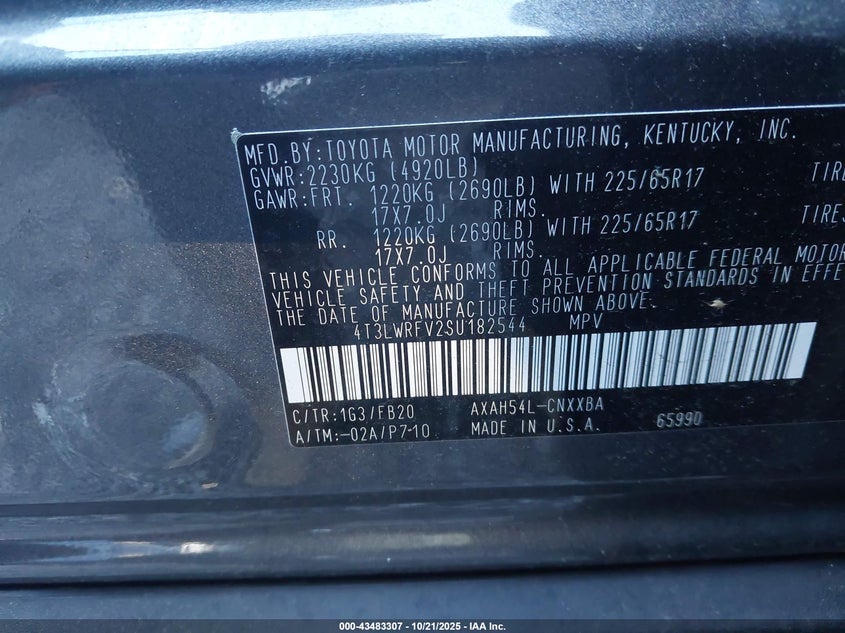 MFD.BY:TOYOTA MOTOR MANUFACTURING, KENTUCKY, INC.
GVWR:2230KG (4920LB)
GAWR:FRT. 1220KG (2690LB) WITH 225/65R17 TIRE
17X7.0J RIMS.
RR. 1220KG (2690LB) WITH 225/65R17 TIRES
17X7.0J RIMS.
THIS VEHICLE CONFORMS TO ALL APPLICABLE FEDERAL MOTOR
VEHICLE SAFETY AND THEFT PREVENTION STANDARDS IN EFFE
THE DATE OF MANUFACTURE SHOWN ABOVE.
4T3LWRFV2SU182544 MPV
C/TR:1G3/FB20 AXAH54L-CNXXBA
A/TM:-02A/P7-10 MADE IN U.S.A. 65990
000-43483307 - 10/21/2025 - IAA Inc.